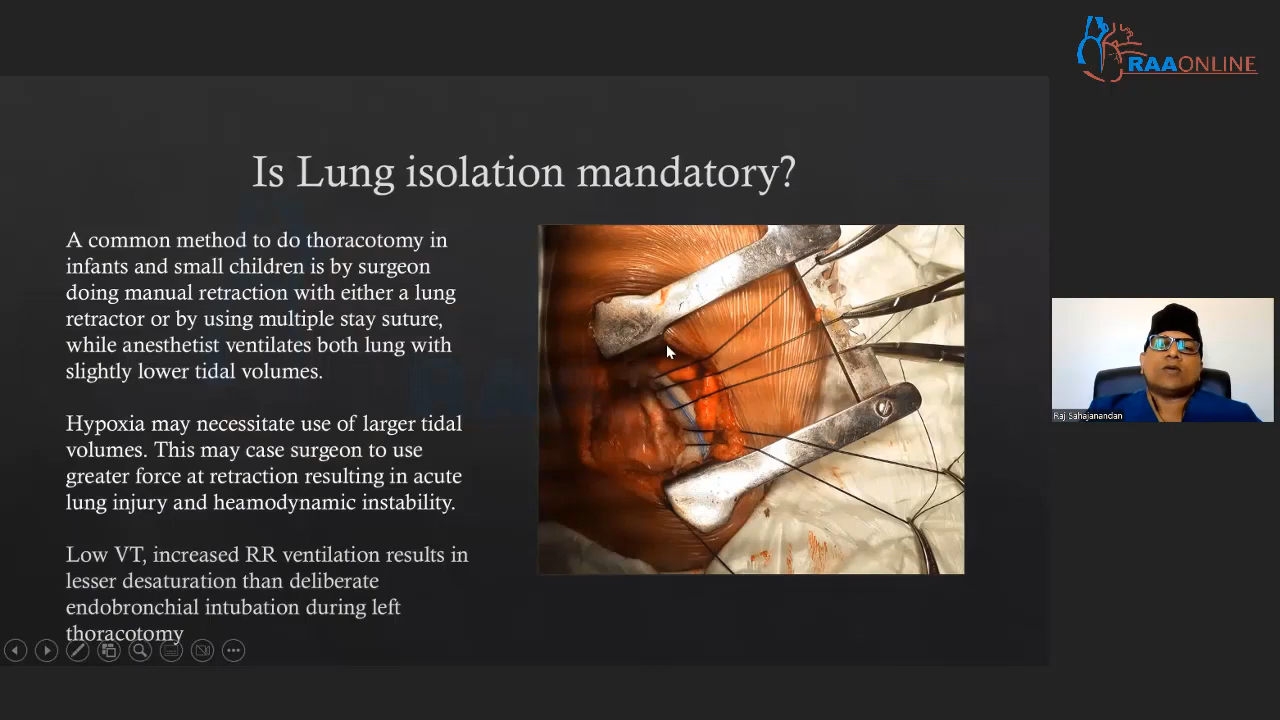 RAAONLINE
Is Lung isolation mandatory?
A common method to do thoracotomy in
infants and small children is by surgeon
doing manual retraction with either a lung
retractor or by using multiple stay suture,
while anesthetist ventilates both lung with
slightly lower tidal volumes.
Hypoxia may necessitate use of larger tidal
volumes. This may case surgeon to use
greater force at retraction resulting in acute
lung injury and heamodynamic instability.
Low VT, increased RR ventilation results in
lesser desaturation than deliberate
endobronchial intubation during left
thoracotomy
Raj Sahajanandan